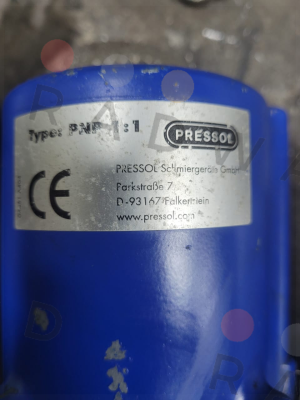 Type: PNP 1:1
PRESSOL
PRESSOL Schmiergeräte GmbH
Parkstraße 7
D-93167 Falkenstein
www.pressol.com
CE